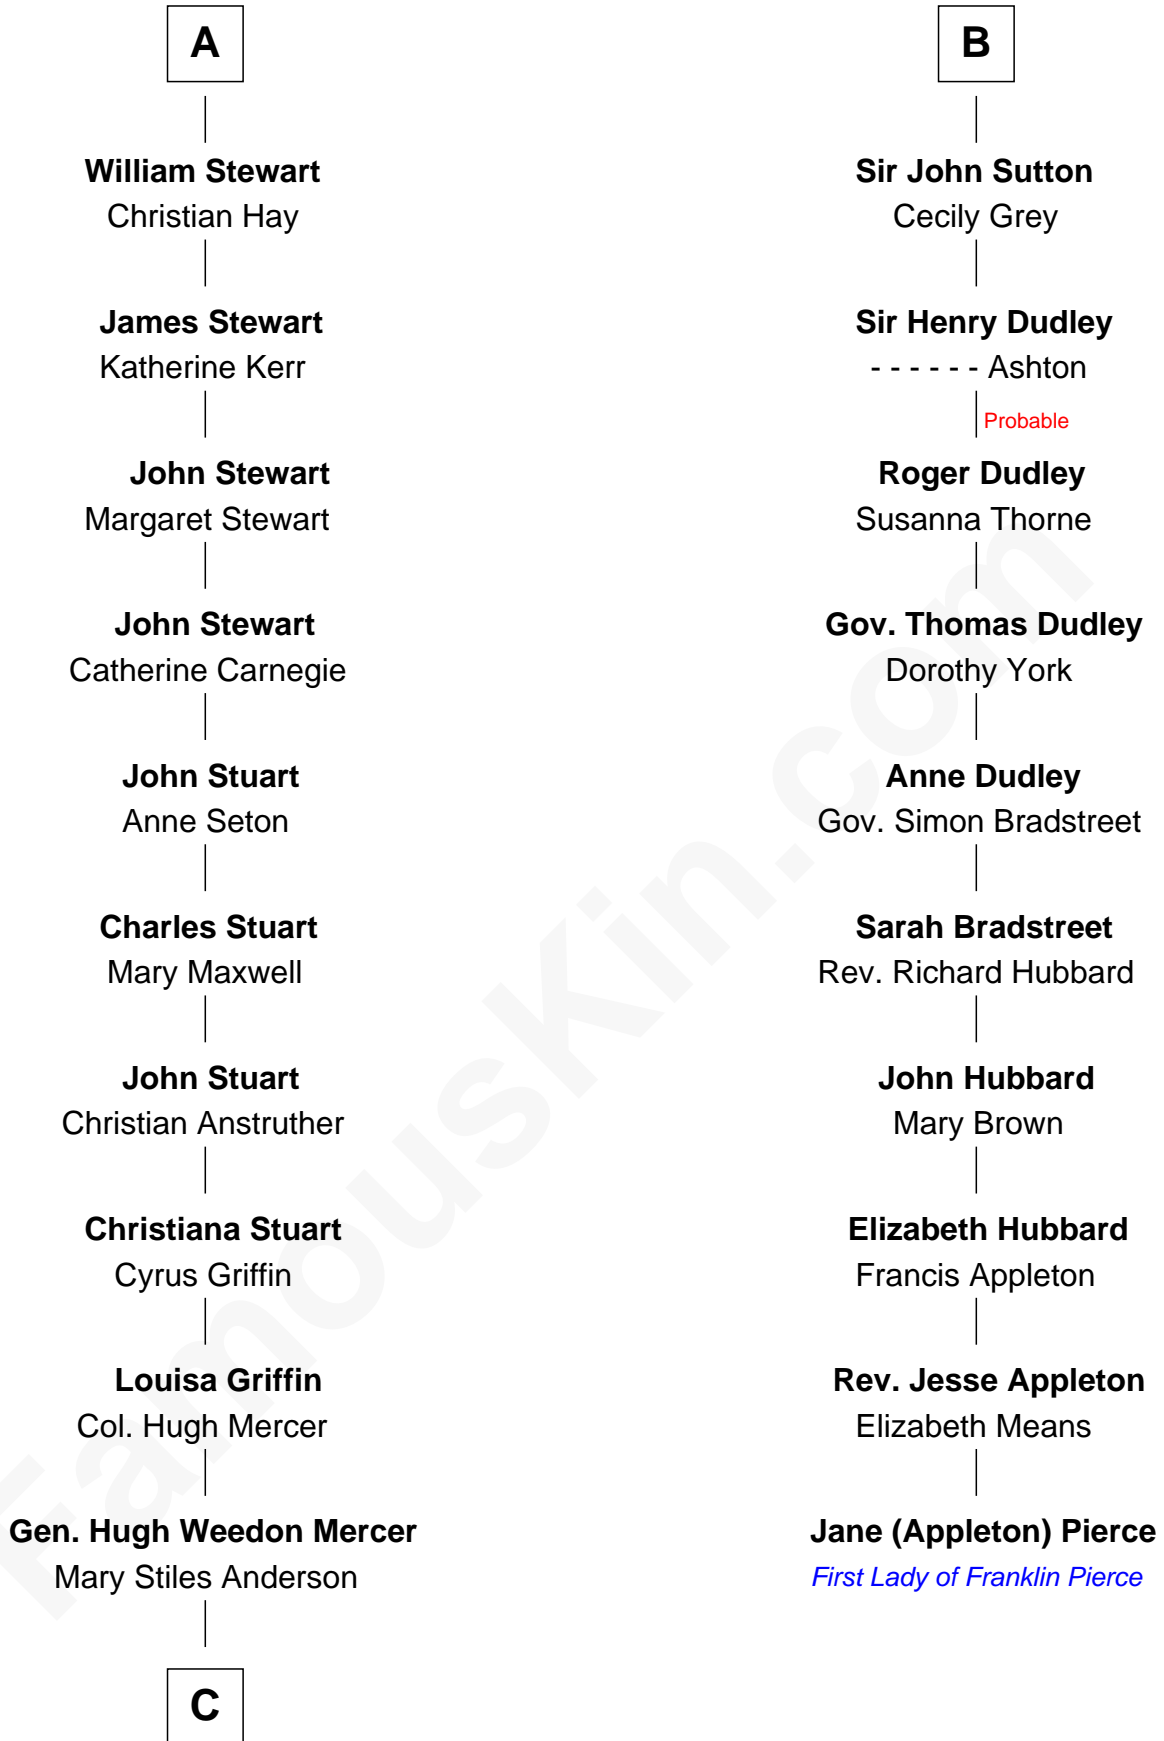 A
William Stewart
Christian Hay
James Stewart
Katherine Kerr
John Stewart
Margaret Stewart
John Stewart
Catherine Carnegie
John Stuart
Anne Seton
Charles Stuart
Mary Maxwell
John Stuart
Christian Anstruther
Christiana Stuart
Cyrus Griffin
Louisa Griffin
Col. Hugh Mercer
Gen. Hugh Weedon Mercer
Mary Stiles Anderson
C
B
Sir John Sutton
Cecily Grey
Sir Henry Dudley
- - - - - - Ashton
Probable
Roger Dudley
Susanna Thorne
Gov. Thomas Dudley
Dorothy York
Anne Dudley
Gov. Simon Bradstreet
Sarah Bradstreet
Rev. Richard Hubbard
John Hubbard
Mary Brown
Elizabeth Hubbard
Francis Appleton
Rev. Jesse Appleton
Elizabeth Means
Jane (Appleton) Pierce
First Lady of Franklin Pierce
FamousKin.com